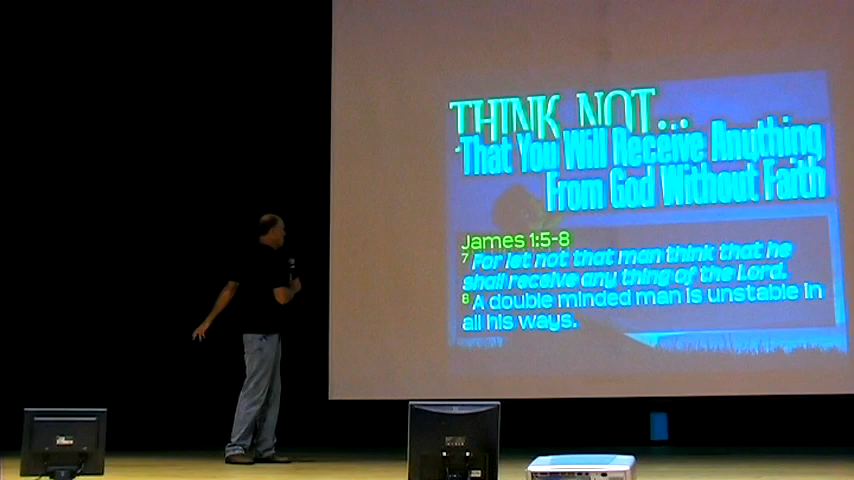 THINK NOT...
That You Will Receive Anything
From God Without Faith
James 1:5-8
7 For let not that man think that he
shall receive any thing of the Lord.
8 A double minded man is unstable in
all his ways.